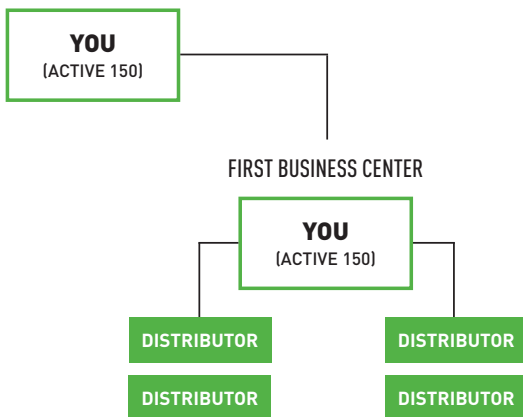 YOU
(ACTIVE 150)
FIRST BUSINESS CENTER
YOU
(ACTIVE 150)
DISTRIBUTOR
DISTRIBUTOR
DISTRIBUTOR
DISTRIBUTOR